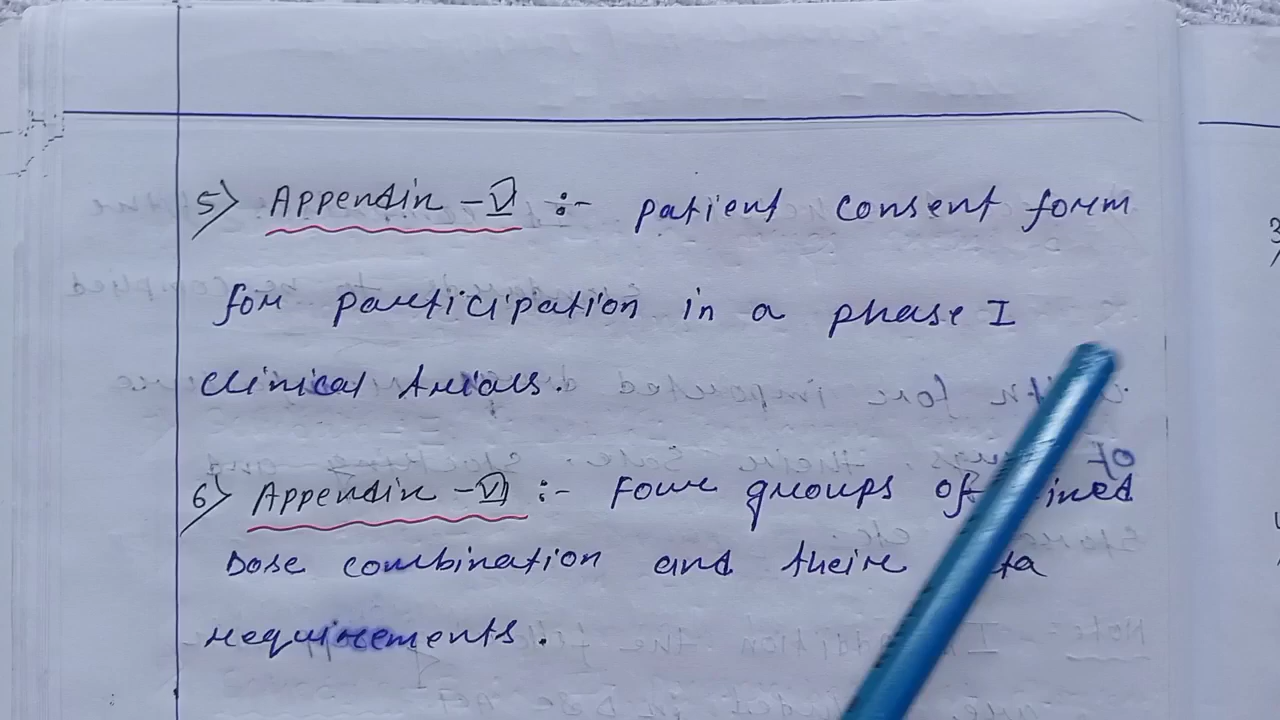 5) Appendix - V :- patient consent form
for participation in a phase I
clinical trials.
6) Appendix - VI :- Four groups of
Dose combination and their
requirements.